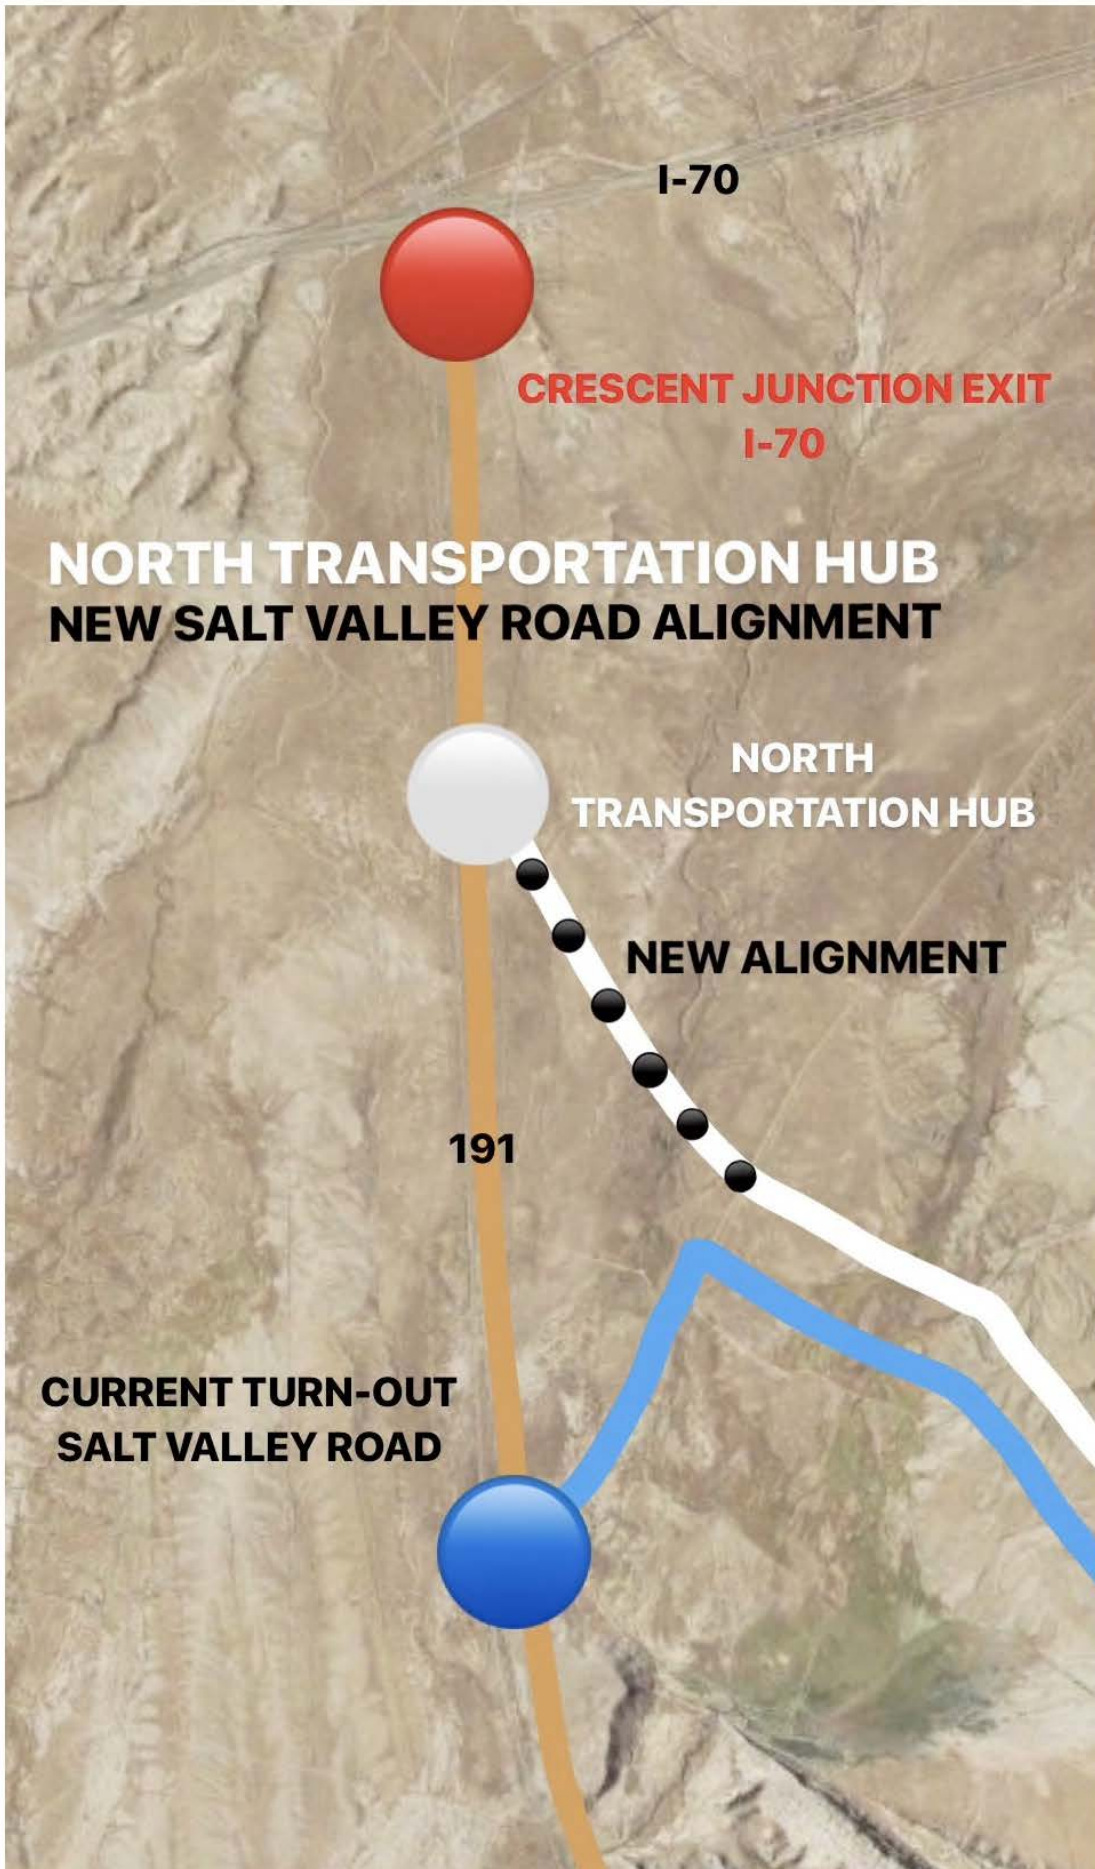 I-70
CRESCENT JUNCTION EXIT
I-70
NORTH TRANSPORTATION HUB
NEW SALT VALLEY ROAD ALIGNMENT
NORTH
TRANSPORTATION HUB
NEW ALIGNMENT
191
CURRENT TURN-OUT
SALT VALLEY ROAD